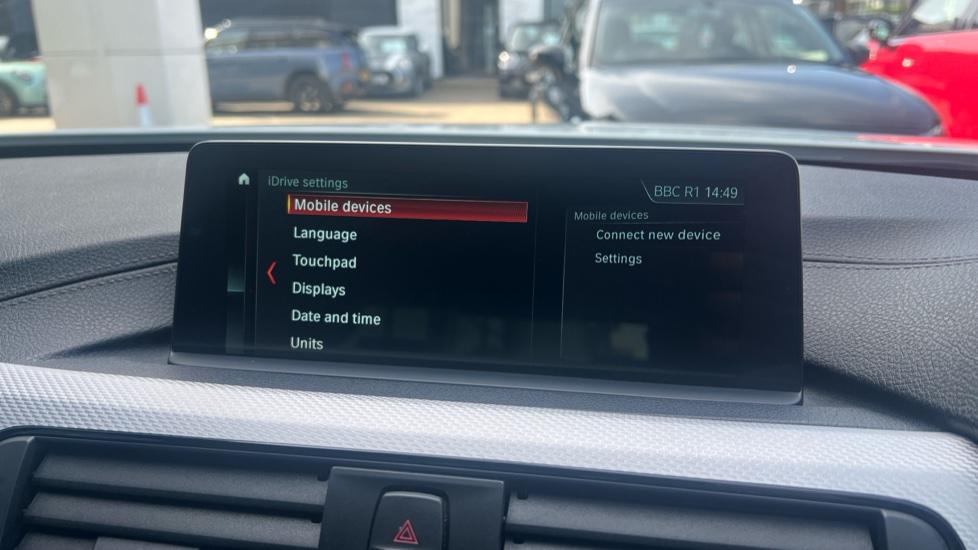 iDrive settings
BBC R1 14:49
Mobile devices
Language
Touchpad
Displays
Date and time
Units
Mobile devices
Connect new device
Settings